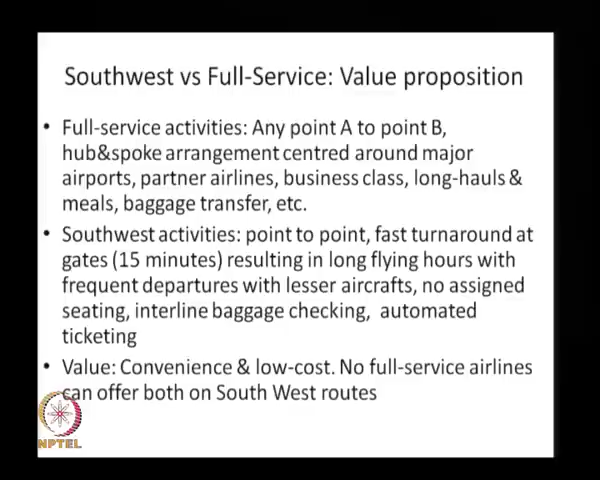 Southwest vs Full-Service: Value proposition
• Full-service activities: Any point A to point B,
hub&spoke arrangement centred around major
airports, partner airlines, business class, long-hauls &
meals, baggage transfer, etc.
• Southwest activities: point to point, fast turnaround at
gates (15 minutes) resulting in long flying hours with
frequent departures with lesser aircrafts, no assigned
seating, interline baggage checking,  automated
ticketing
• Value: Convenience & low-cost. No full-service airlines
can offer both on South West routes
NPTEL